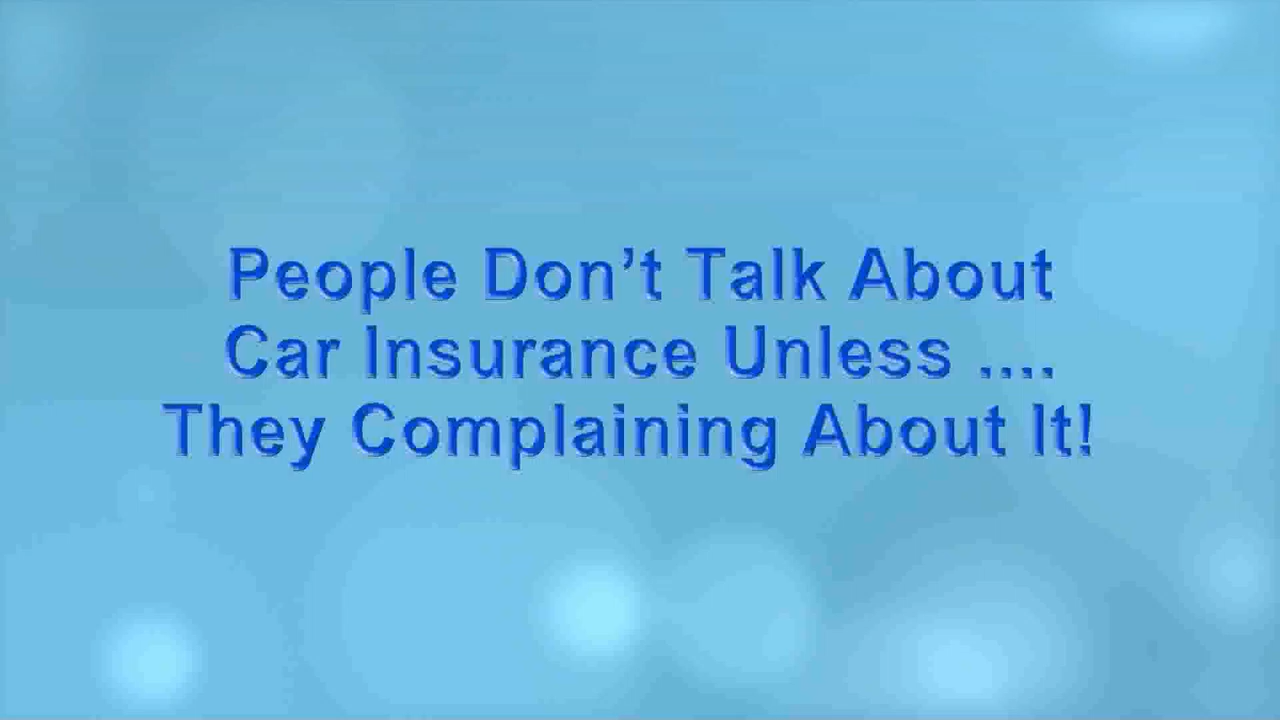 People Don’t Talk About
Car Insurance Unless ....
They Complaining About It!